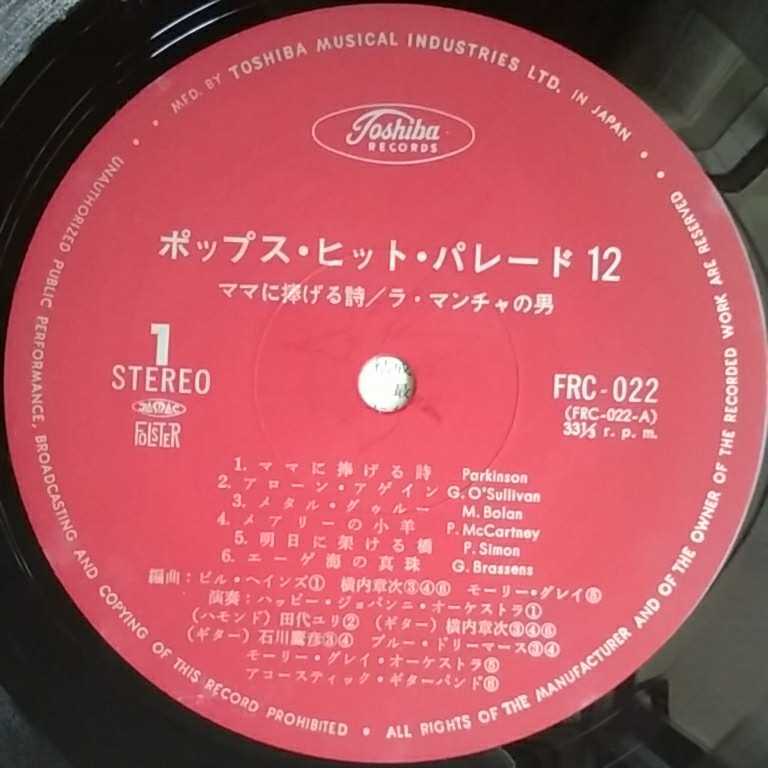 MFD. BY TOSHIBA MUSICAL INDUSTRIES LTD. IN JAPAN
Toshiba
RECORDS
ポップス・ヒット・パレード 12
ママに捧げる詩／ラ・マンチャの男
1
STEREO
JASRAC
FOLSTER
FRC-022
(FRC-022-A)
33⅓ r. p. m.
1. ママに捧げる詩 Parkinson
2. アローン・アゲイン G. O'Sullivan
3. メタル・グゥルー M. Bolan
4. メアリーの小羊 P. McCartney
5. 明日に架ける橋 P. Simon
6. エーゲ海の真珠 G. Brassens
編曲：ビル・ヘインズ① 横内章次③④⑥ モーリー・グレイ⑤
演奏：ハッピー・ジョバンニ・オーケストラ①
（ハモンド）田代ユリ② （ギター）横内章次③④⑥
（ギター）石川鷹彦③④ ブルー・ドリーマース③④
モーリー・グレイ・オーケストラ⑤
アコースティック・ギターバンド⑥
UNAUTHORIZED PUBLIC PERFORMANCE, BROADCASTING AND COPYING OF THIS RECORD PROHIBITED • ALL RIGHTS OF THE MANUFACTURER AND OF THE OWNER OF THE RECORDED WORK ARE RESERVED